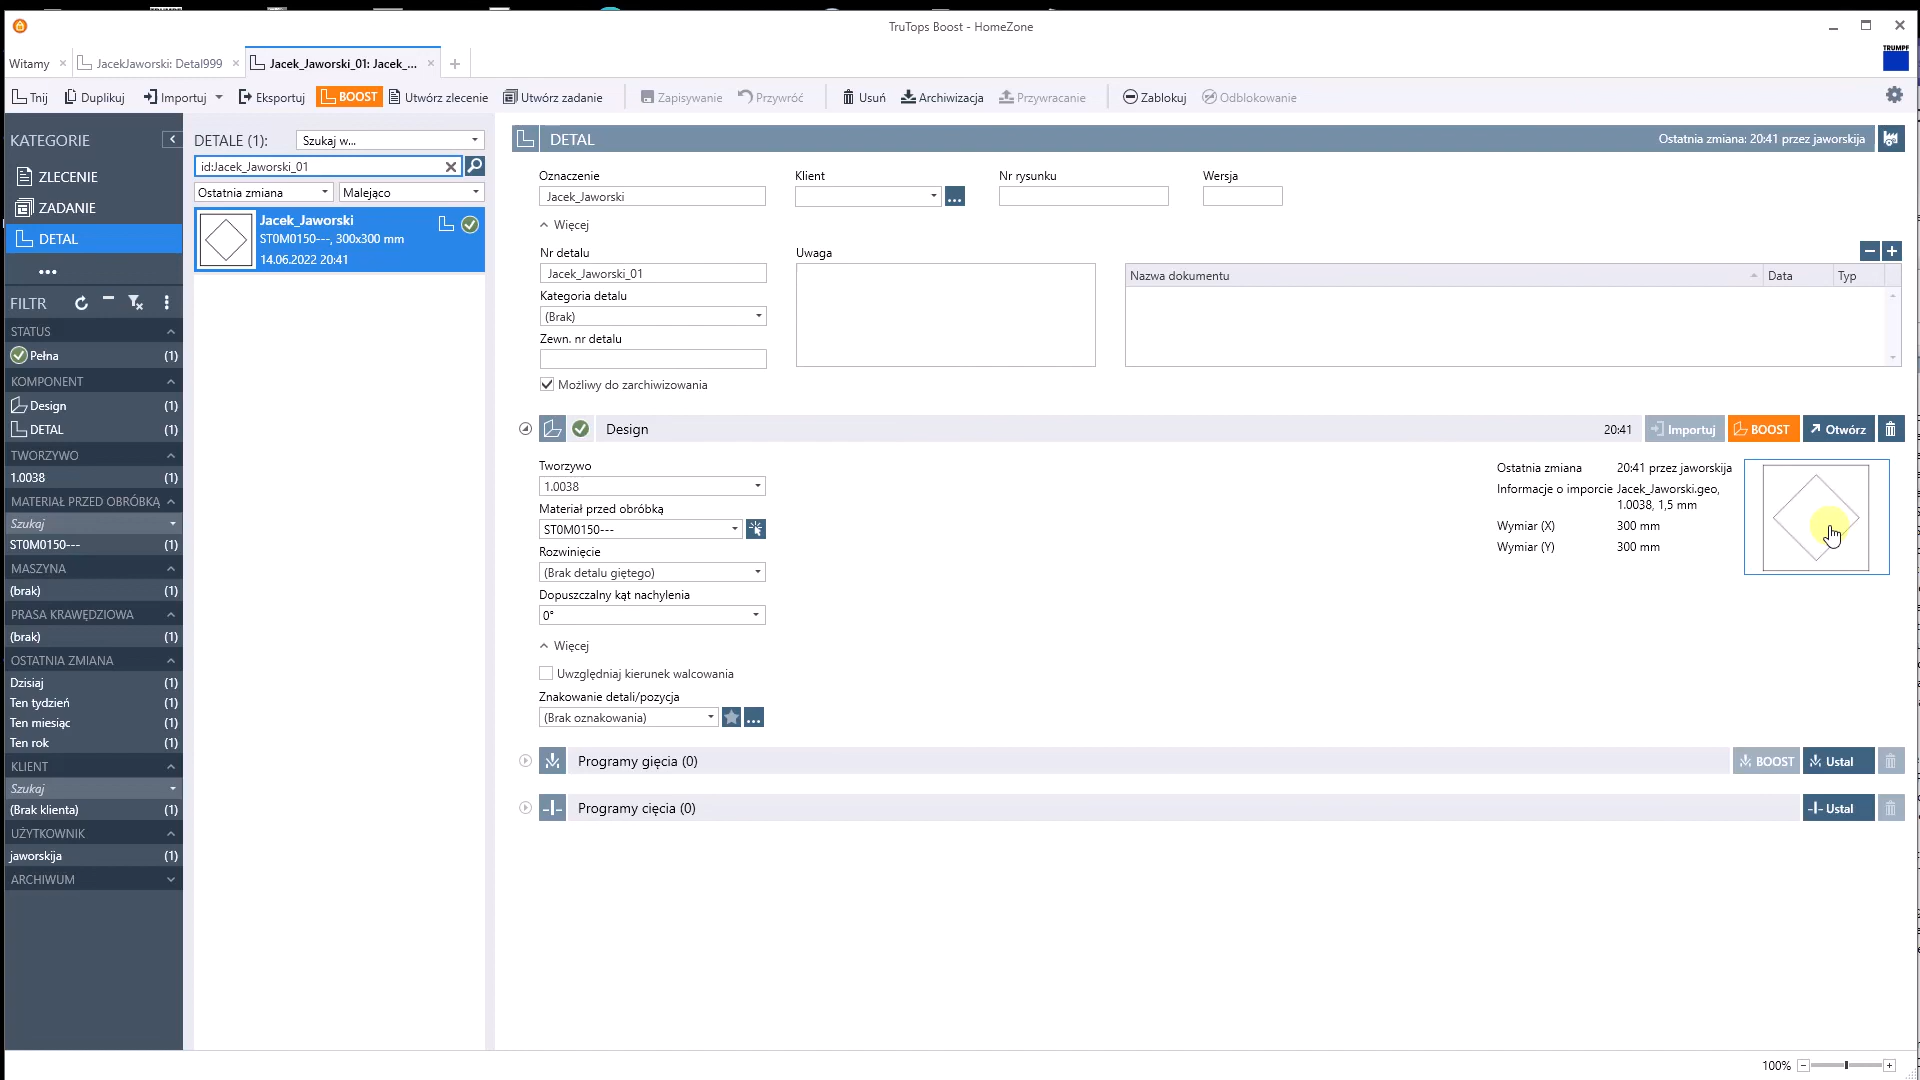 TruTops Boost - HomeZone
Witamy
JacekJaworski: Detal999
Jacek_Jaworski_01: Jacek_...
TRUMPF
Tnij
Duplikuj
Importuj
Eksportuj
BOOST
Utwórz zlecenie
Utwórz zadanie
Zapisywanie
Przywróć
Usuń
Archiwizacja
Przywracanie
Zablokuj
Odblokowanie
KATEGORIE
ZLECENIE
ZADANIE
DETAL
FILTR
STATUS
Pełna (1)
KOMPONENT
Design (1)
DETAL (1)
TWORZYWO
1.0038 (1)
MATERIAŁ PRZED OBRÓBKĄ
Szukaj
ST0M0150--- (1)
MASZYNA
(brak) (1)
PRASA KRAWĘDZIOWA
(brak) (1)
OSTATNIA ZMIANA
Dzisiaj (1)
Ten tydzień (1)
Ten miesiąc (1)
Ten rok (1)
KLIENT
Szukaj
(Brak klienta) (1)
UŻYTKOWNIK
jaworskija (1)
ARCHIWUM
DETALE (1):
Szukaj w...
id:Jacek_Jaworski_01
Ostatnia zmiana
Malejąco
Jacek_Jaworski
ST0M0150---, 300x300 mm
14.06.2022 20:41
DETAL
Ostatnia zmiana: 20:41 przez jaworskija
Oznaczenie
Jacek_Jaworski
Klient
Nr rysunku
Wersja
Więcej
Nr detalu
Jacek_Jaworski_01
Kategoria detalu
(Brak)
Zewn. nr detalu
Możliwy do zarchiwizowania
Uwaga
Nazwa dokumentu
Data
Typ
Design
20:41
Importuj
BOOST
Otwórz
Tworzywo
1.0038
Materiał przed obróbką
ST0M0150---
Rozwinięcie
(Brak detalu giętego)
Dopuszczalny kąt nachylenia
0°
Więcej
Uwzględniaj kierunek walcowania
Znakowanie detali/pozycja
(Brak oznakowania)
Ostatnia zmiana 20:41 przez jaworskija
Informacje o imporcie Jacek_Jaworski.geo,
1.0038, 1,5 mm
Wymiar (X) 300 mm
Wymiar (Y) 300 mm
Programy gięcia (0)
BOOST
Ustal
Programy cięcia (0)
Ustal
100%